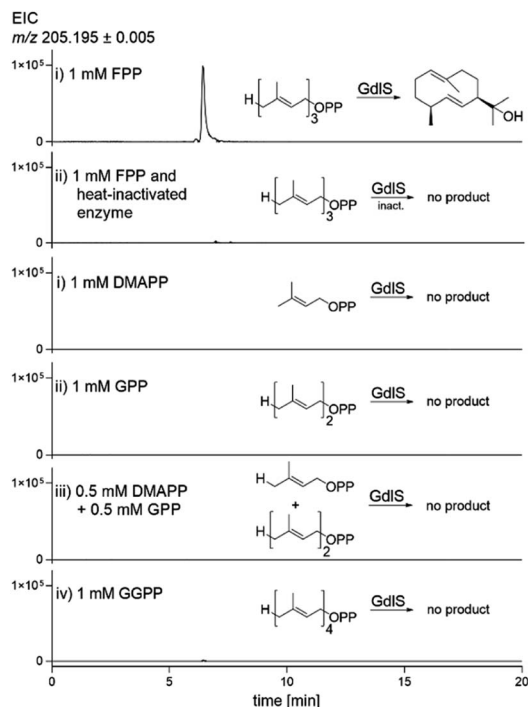 EIC
m/z 205.195 ± 0.005
1×10⁵
i) 1 mM FPP
H
3
OPP
GdlS
OH
0
1×10⁵
ii) 1 mM FPP and
heat-inactivated
enzyme
H
3
OPP
GdlS
inact.
no product
0
1×10⁵
i) 1 mM DMAPP
OPP
GdlS
no product
0
1×10⁵
ii) 1 mM GPP
H
2
OPP
GdlS
no product
0
1×10⁵
iii) 0.5 mM DMAPP
+ 0.5 mM GPP
H
OPP
+
H
2
OPP
GdlS
no product
0
1×10⁵
iv) 1 mM GGPP
H
4
OPP
GdlS
no product
0
0 5 10 15 20
time [min]